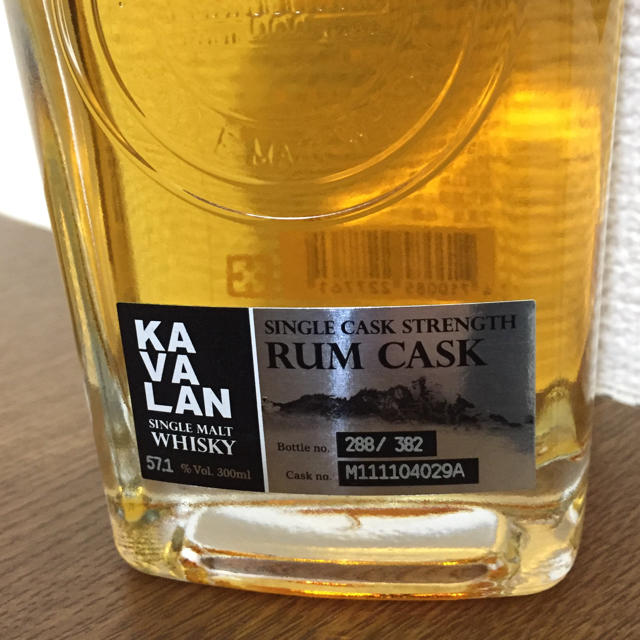 KA
VA
LAN
SINGLE MALT
WHISKY
57.1 % Vol. 300ml
SINGLE CASK STRENGTH
RUM CASK
Bottle no. 288/ 382
Cask no. M111104029A